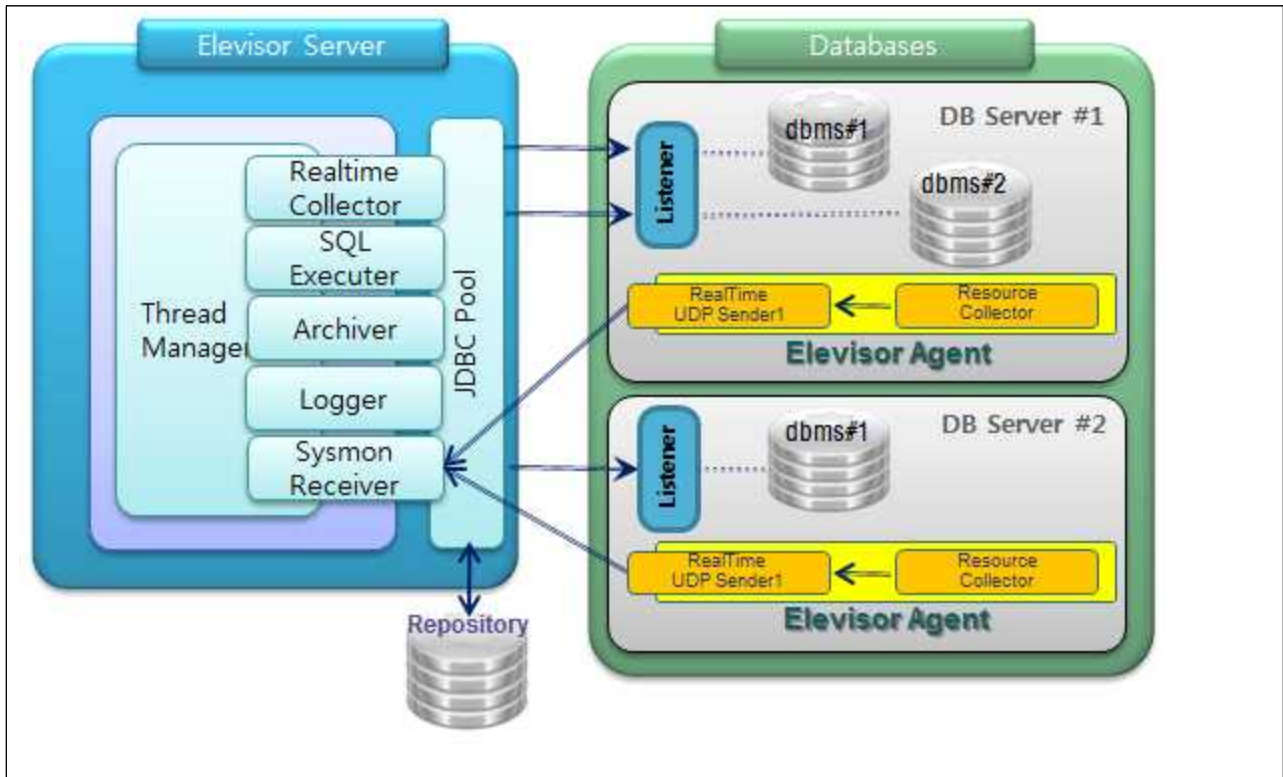 Elevisor Server
Thread
Manager
Realtime
Collector
SQL
Executer
Archiver
Logger
Sysmon
Receiver
JDBC Pool
Repository
Databases
DB Server #1
Listener
dbms#1
dbms#2
RealTime
UDP Sender1
Resource
Collector
Elevisor Agent
DB Server #2
Listener
dbms#1
RealTime
UDP Sender1
Resource
Collector
Elevisor Agent